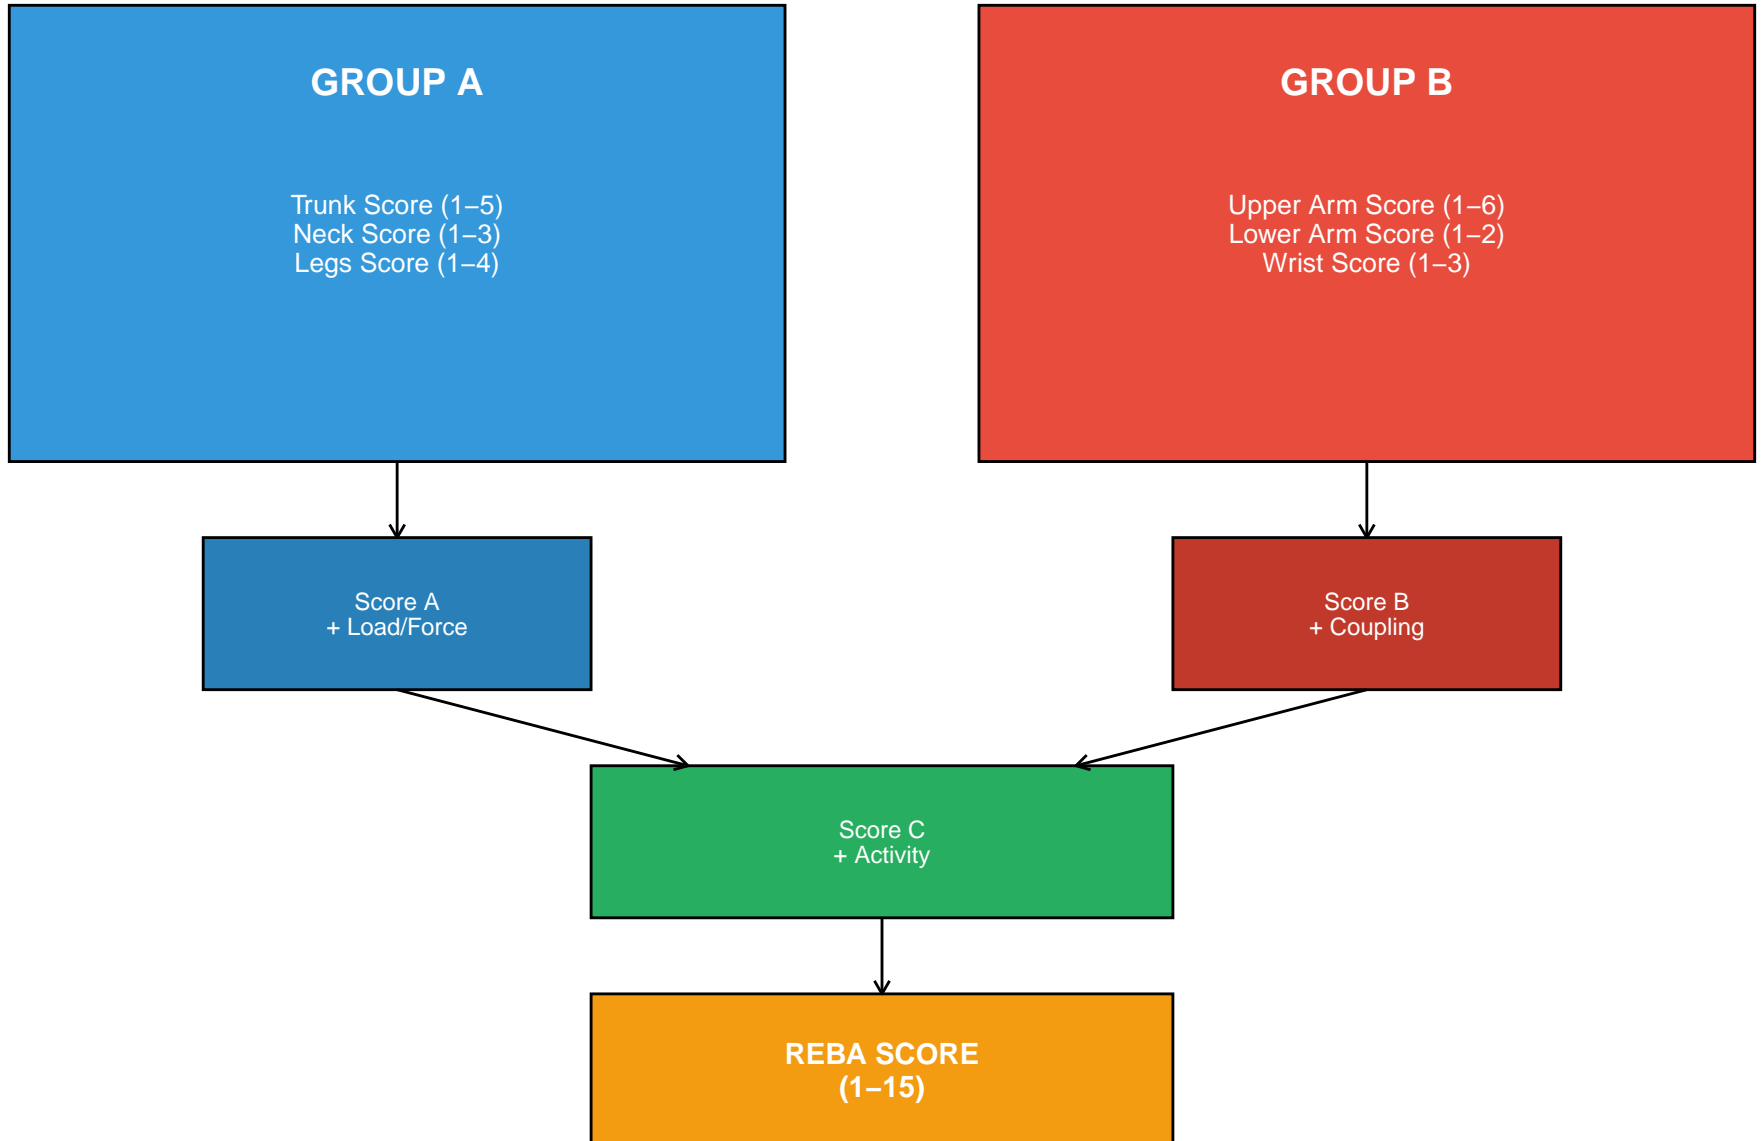 GROUP A
Trunk Score (1–5)
Neck Score (1–3)
Legs Score (1–4)
GROUP B
Upper Arm Score (1–6)
Lower Arm Score (1–2)
Wrist Score (1–3)
Score A
+ Load/Force
Score B
+ Coupling
Score C
+ Activity
REBA SCORE
(1–15)